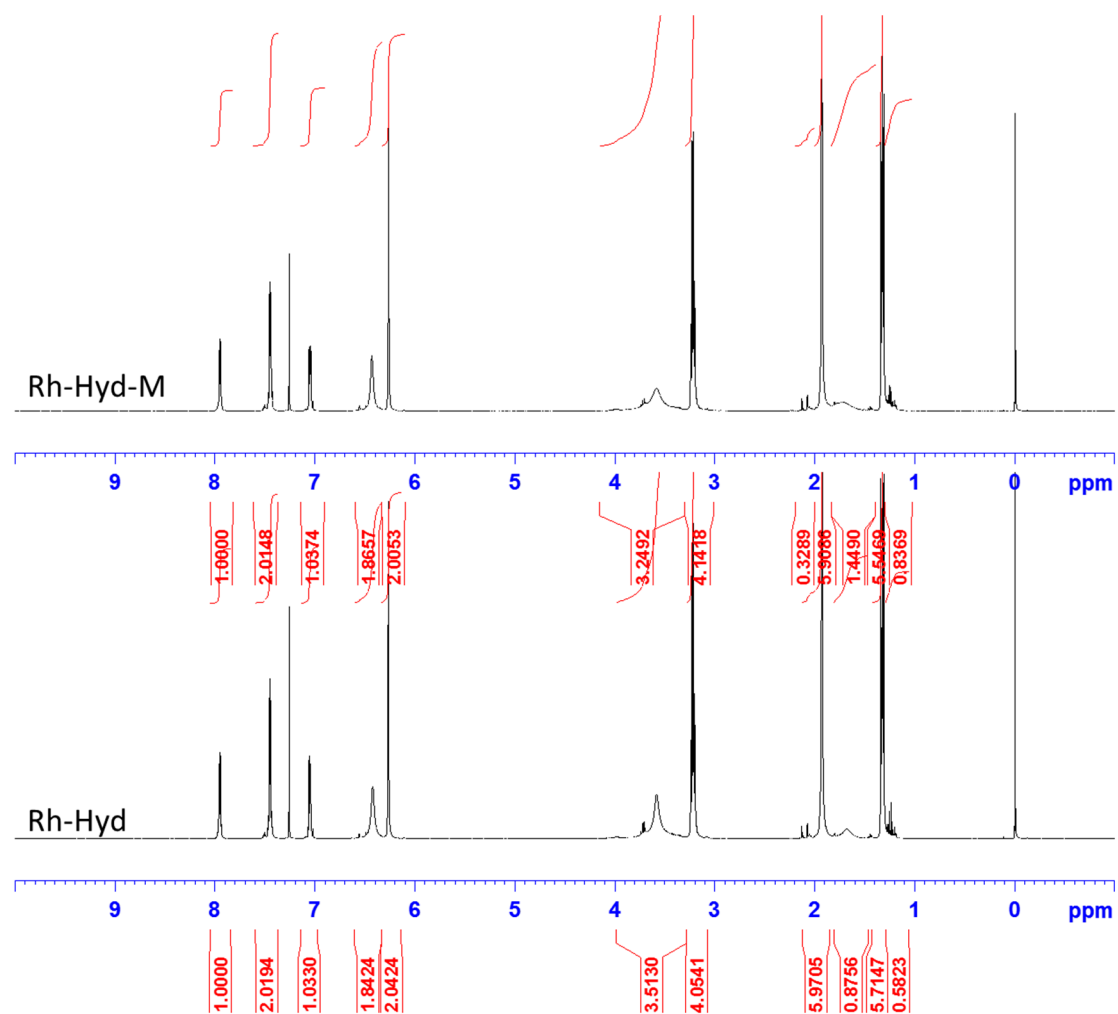 Rh-Hyd-M
9 8 7 6 5 4 3 2 1 0 ppm
1.0000 2.0148 1.0374 1.8657 2.0053 3.2492 4.1418 0.3289 5.9086 1.4490 5.5469 0.8369
Rh-Hyd
9 8 7 6 5 4 3 2 1 0 ppm
1.0000 2.0194 1.0330 1.8424 2.0424 3.5130 4.0541 5.9705 0.8756 5.7147 0.5823